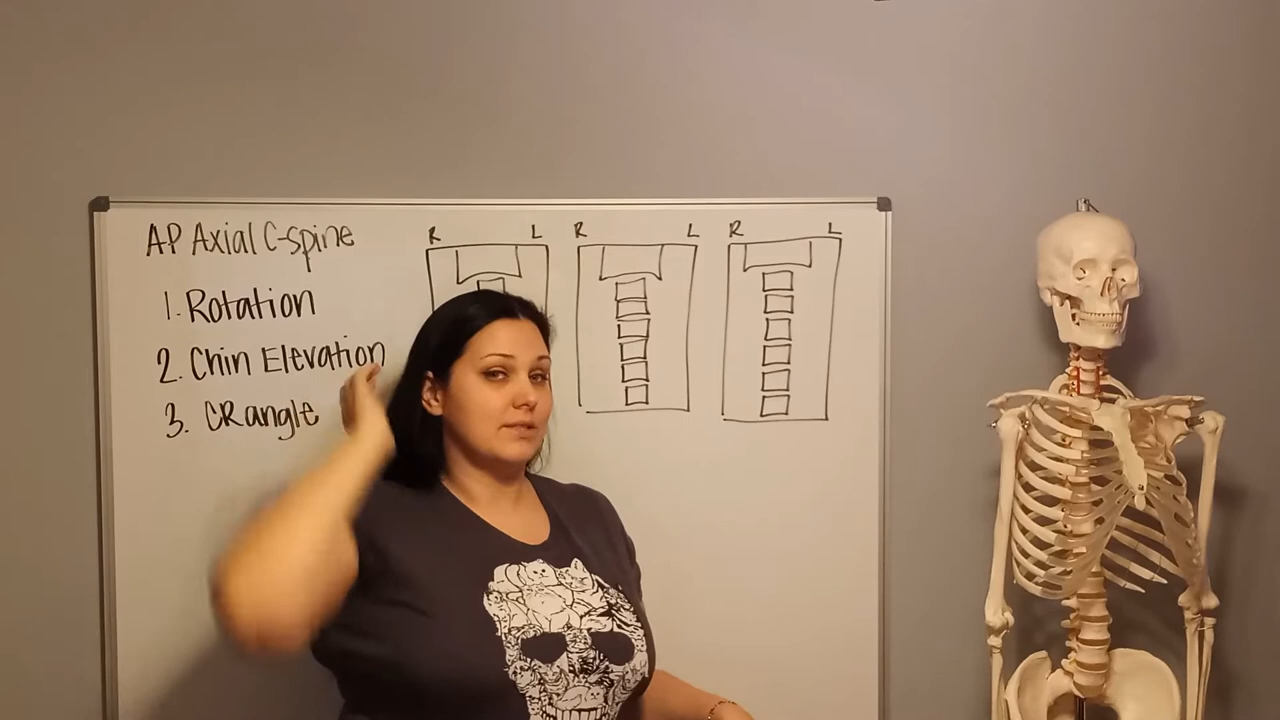 AP Axial C-spine
R L R L R L
1. Rotation
2. Chin Elevation
3. CR angle